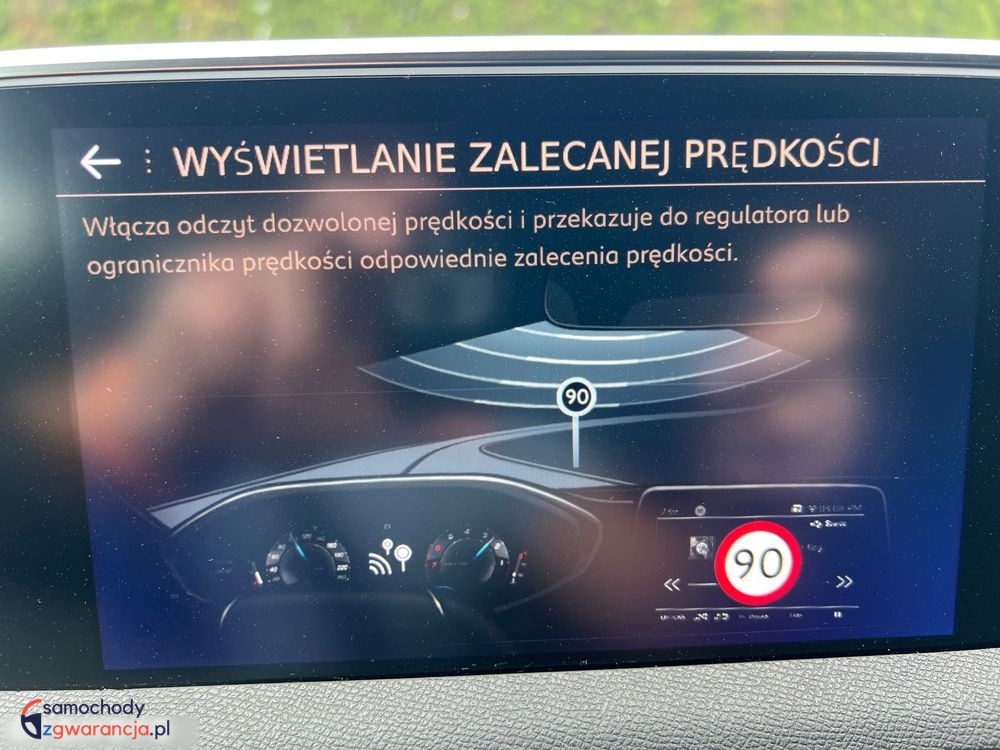 WYŚWIETLANIE ZALECANEJ PRĘDKOŚCI
Włącza odczyt dozwolonej prędkości i przekazuje do regulatora lub
ogranicznika prędkości odpowiednie zalecenia prędkości.
90
90
samochody
zgwarancja.pl